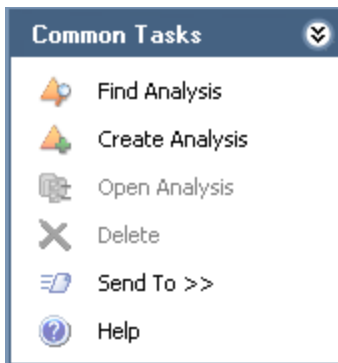 Common Tasks
Find Analysis
Create Analysis
Open Analysis
Delete
Send To >>
Help